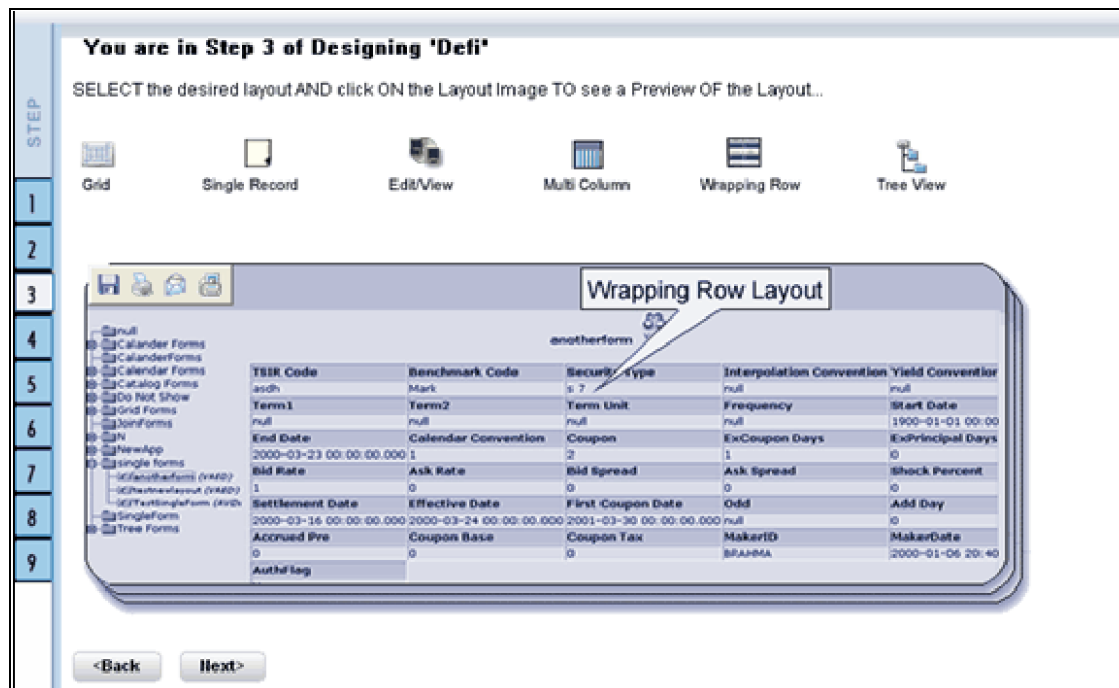 You are in Step 3 of Designing 'Defi'
SELECT the desired layout AND click ON the Layout Image TO see a Preview OF the Layout...
STEP
Grid Single Record Edit/View Multi Column Wrapping Row Tree View
1
2
3
4
5
6
7
8
9
Wrapping Row Layout
anotherform
null
Calander Forms
CalanderForms
Calendar Forms
Catalog Forms
Do Not Show
Grid Forms
JoinForms
N
NewApp
single forms
anotherform (VAED)
testnewlayout (VAED)
TestSingleForm
SingleForm
Tree Forms
TSIR Code Benchmark Code Security Type Interpolation Convention Yield Convention
asdh Mark s 7 null null
Term1 Term2 Term Unit Frequency Start Date
null null null null 1900-01-01 00:00
End Date Calendar Convention Coupon ExCoupon Days ExPrincipal Days
2000-03-23 00:00:00.000 1 2 1 0
Bid Rate Ask Rate Bid Spread Ask Spread Shock Percent
1 0 0 0 0
Settlement Date Effective Date First Coupon Date Odd Add Day
2000-03-16 00:00:00.000 2000-03-24 00:00:00.000 2001-03-30 00:00:00.000 null 0
Accrued Pre Coupon Base Coupon Tax MakerID MakerDate
0 0 0 BRAHMA 2000-01-06 20:40
AuthFlag
<Back Next>